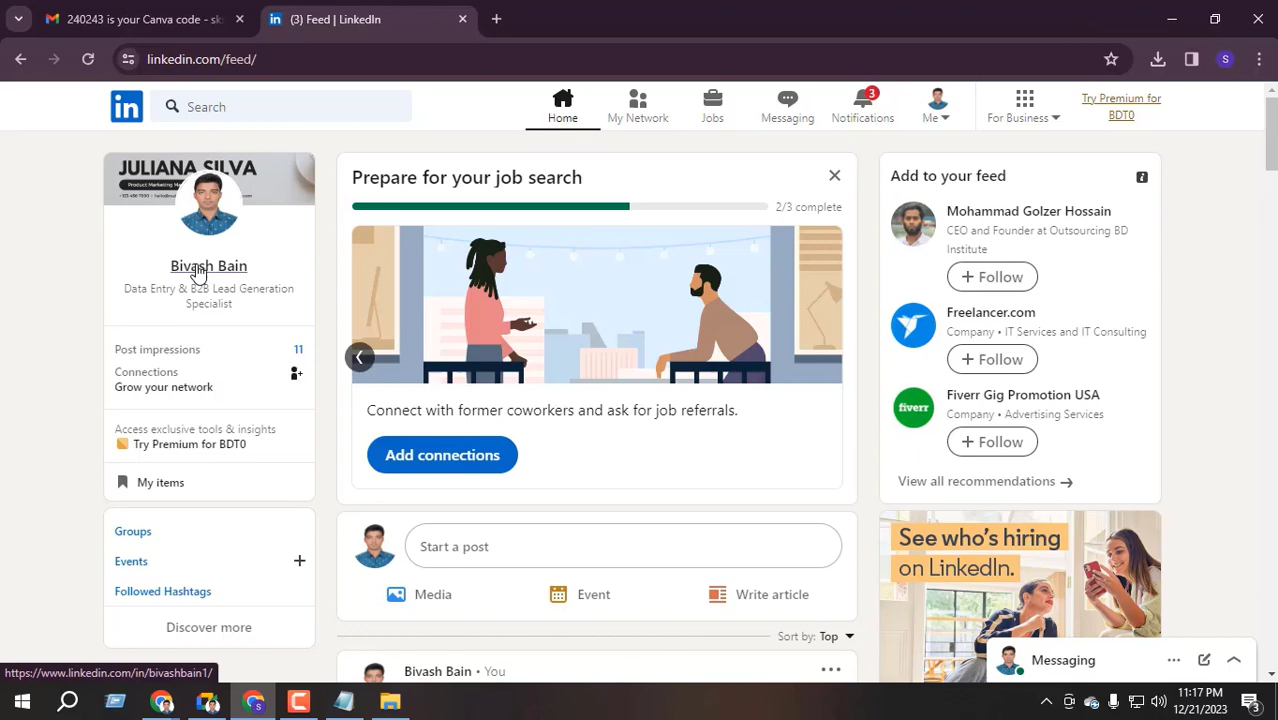 240243 is your Canva code - sk
(3) Feed | LinkedIn
linkedin.com/feed/
S
in
Search
Home
My Network
Jobs
Messaging
3
Notifications
Me
For Business
Try Premium for
BDT0
JULIANA SILVA
Bivash Bain
Data Entry & B2B Lead Generation
Specialist
Post impressions 11
Connections
Grow your network
Access exclusive tools & insights
Try Premium for BDT0
My items
Groups
Events
Followed Hashtags
Discover more
Prepare for your job search
2/3 complete
Connect with former coworkers and ask for job referrals.
Add connections
Start a post
Media
Event
Write article
Sort by: Top
Bivash Bain • You
Add to your feed
Mohammad Golzer Hossain
CEO and Founder at Outsourcing BD
Institute
+ Follow
Freelancer.com
Company • IT Services and IT Consulting
+ Follow
fiverr
Fiverr Gig Promotion USA
Company • Advertising Services
+ Follow
View all recommendations
See who's hiring
on LinkedIn.
Messaging
https://www.linkedin.com/in/bivashbain1/
11:17 PM
12/21/2023
3